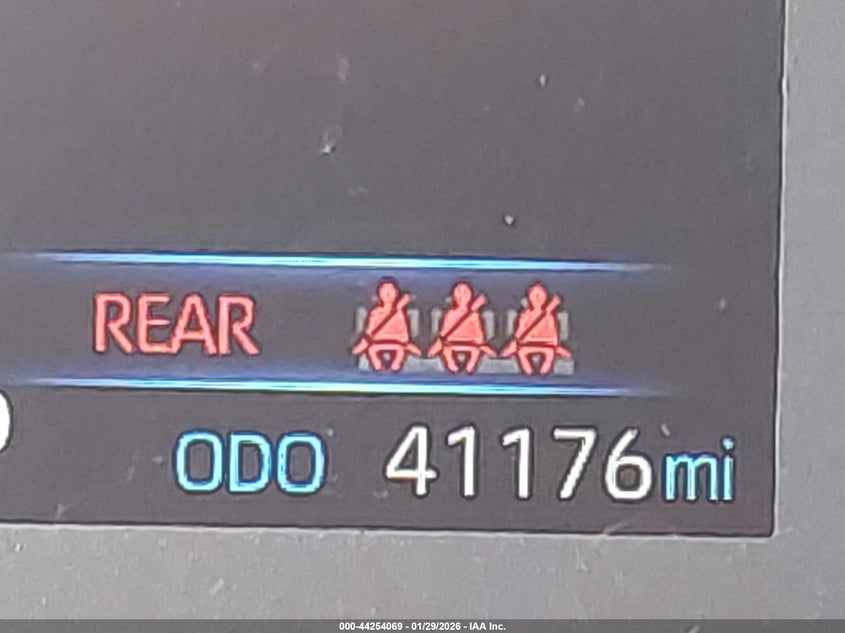 REAR
ODO 41176mi
000-44254069 - 01/29/2026 - IAA Inc.